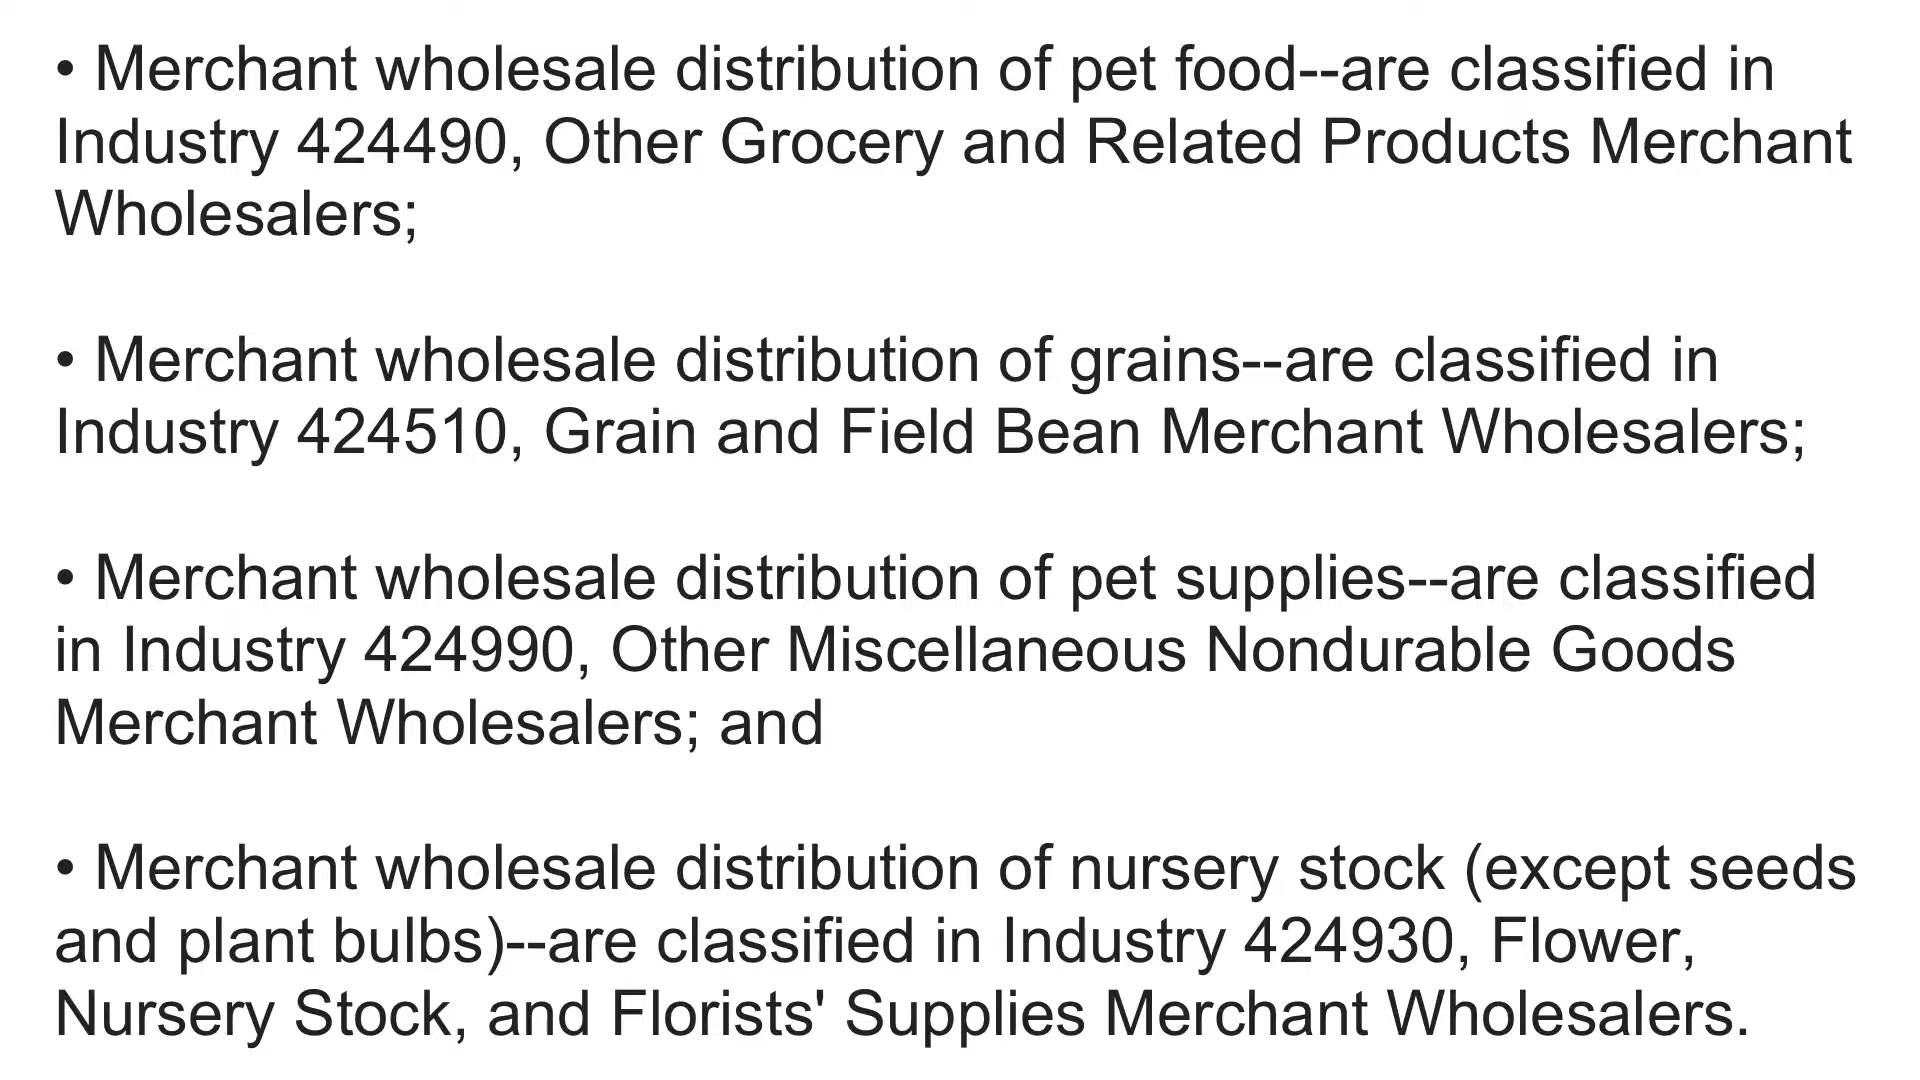 • Merchant wholesale distribution of pet food--are classified in
Industry 424490, Other Grocery and Related Products Merchant
Wholesalers;
• Merchant wholesale distribution of grains--are classified in
Industry 424510, Grain and Field Bean Merchant Wholesalers;
• Merchant wholesale distribution of pet supplies--are classified
in Industry 424990, Other Miscellaneous Nondurable Goods
Merchant Wholesalers; and
• Merchant wholesale distribution of nursery stock (except seeds
and plant bulbs)--are classified in Industry 424930, Flower,
Nursery Stock, and Florists' Supplies Merchant Wholesalers.